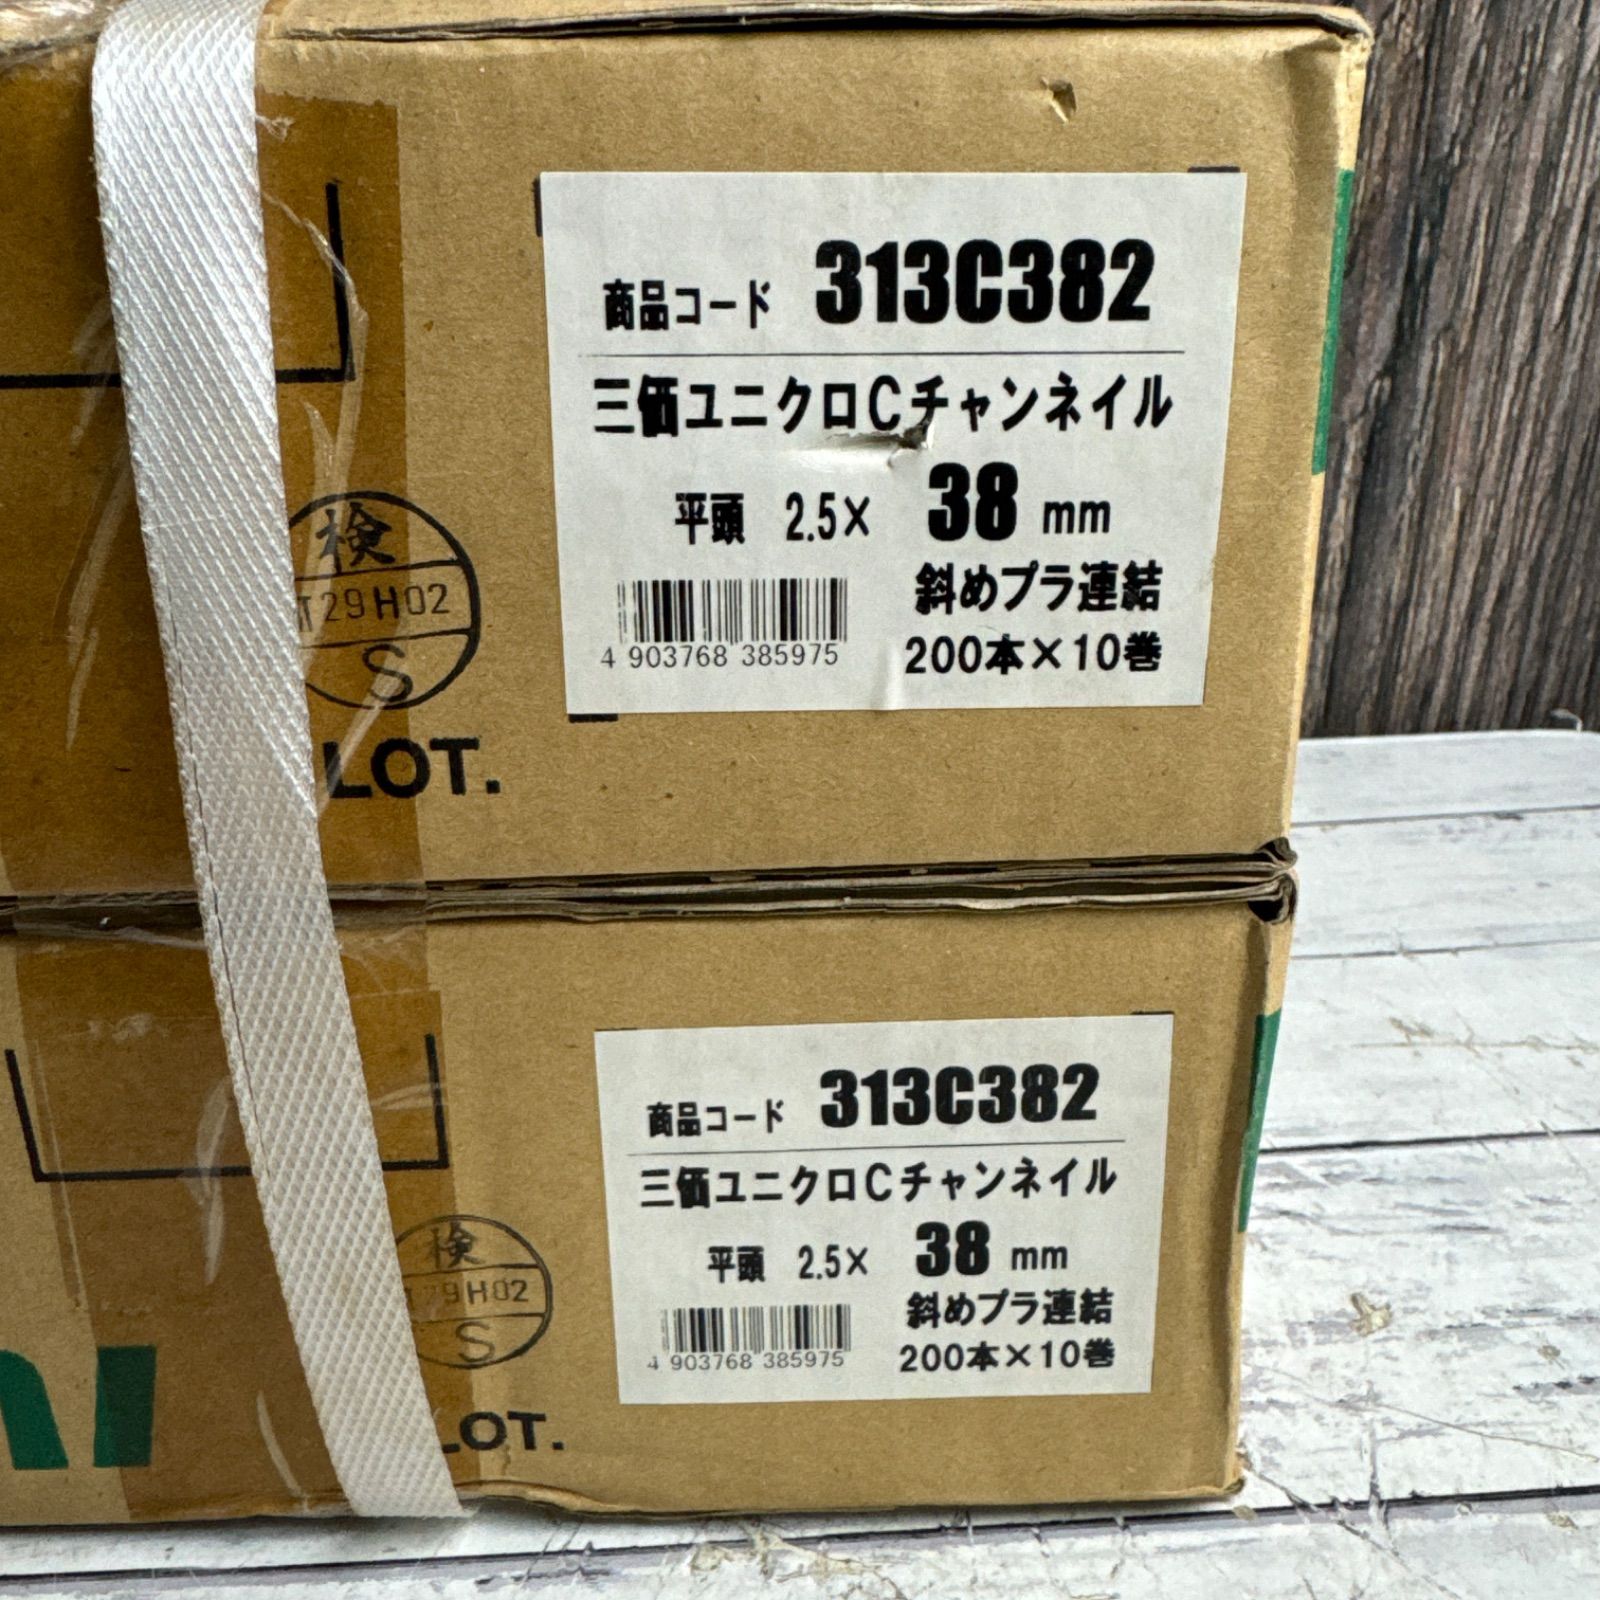 商品コード 313C382
三価ユニクロCチャンネイル
平頭 2.5× 38 mm
斜めプラ連結
200本×10巻
4 903768 385975
検
29H02
S
LOT.
商品コード 313C382
三価ユニクロCチャンネイル
平頭 2.5× 38 mm
斜めプラ連結
200本×10巻
4 903768 385975
検
29H02
S
LOT.